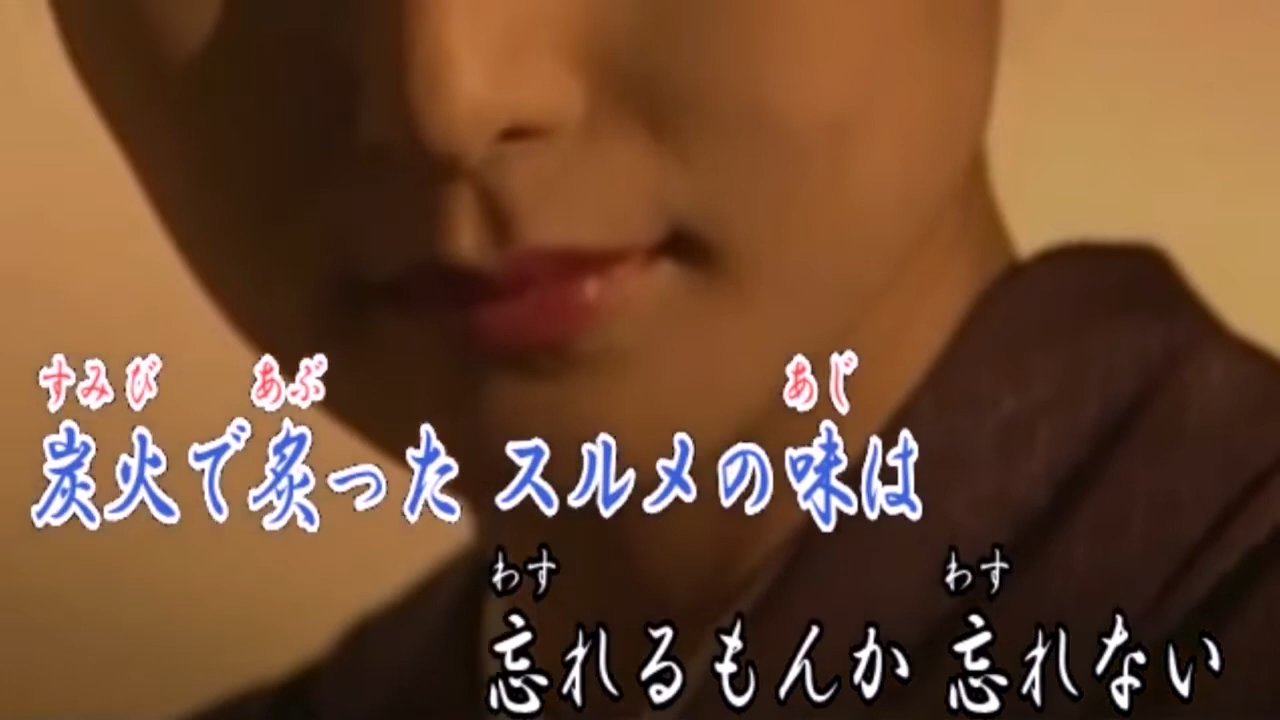 すみび あぶ あじ
炭火で炙った スルメの味は
わす わす
忘れるもんか 忘れない